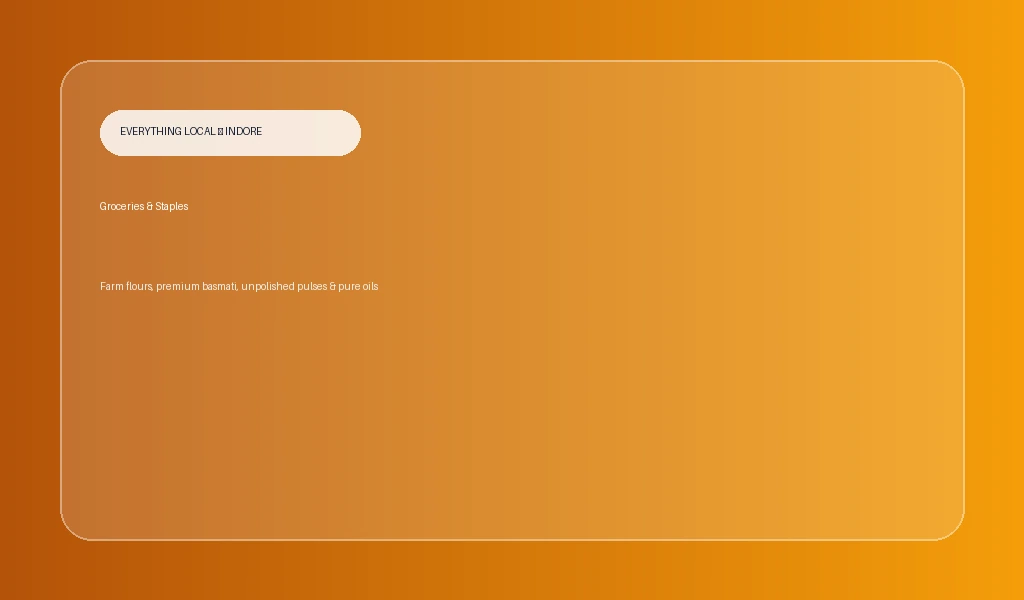 EVERYTHING LOCAL INDORE
Groceries & Staples
Farm flours, premium basmati, unpolished pulses & pure oils